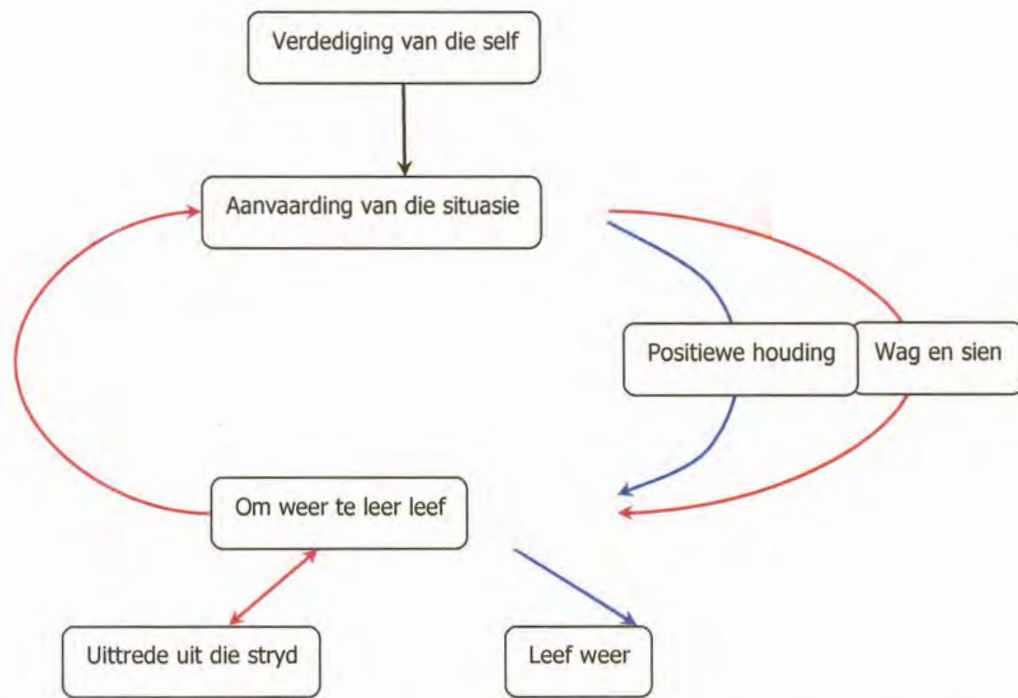 Verdediging van die self
Aanvaarding van die situasie
Positiewe houding
Wag en sien
Om weer te leer leef
Uittrede uit die stryd
Leef weer